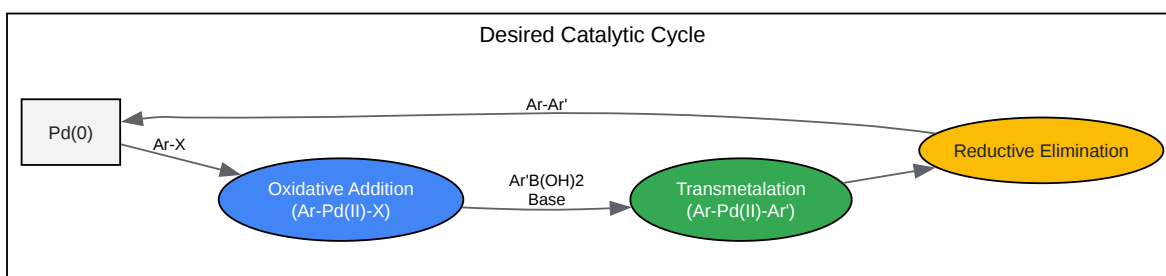 Desired Catalytic Cycle
Ar-Ar'
Pd(0)
Ar-X
Reductive Elimination
Oxidative Addition
(Ar-Pd(II)-X)
Ar'B(OH)2
Base
Transmetalation
(Ar-Pd(II)-Ar')